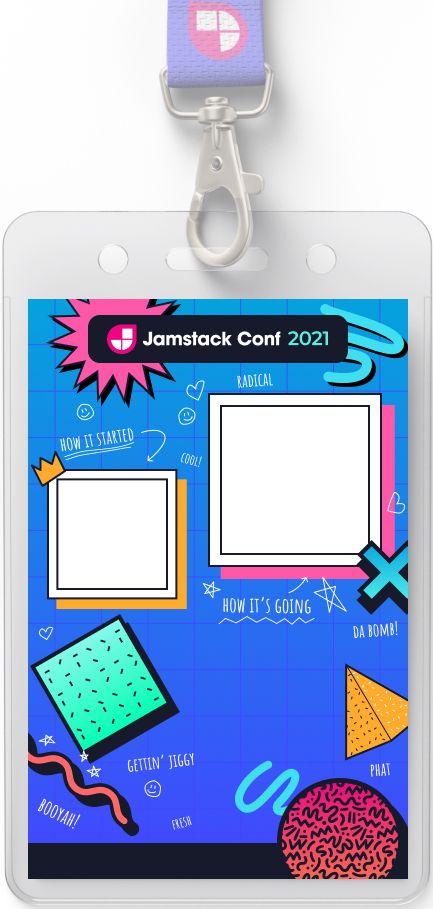 Jamstack Conf 2021
RADICAL
HOW IT STARTED
COOL!
HOW IT'S GOING
DA BOMB!
GETTIN' JIGGY
PHAT
BOOYAH!
FRESH